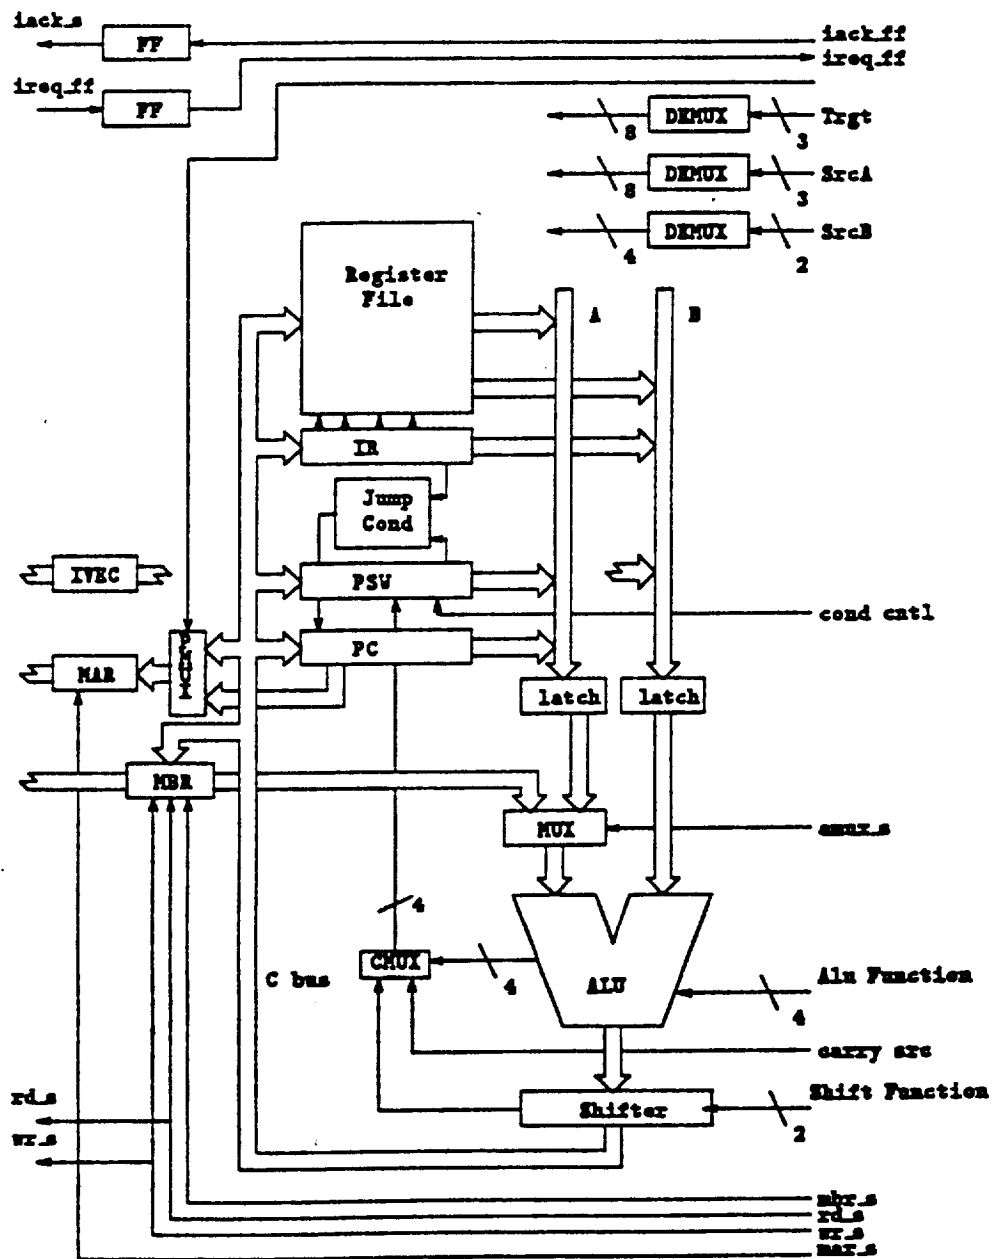 iack_s
FF
iack_ff
ireq_ff
ireq_ff
FF
DEMUX
8
3
Trgt
DEMUX
8
3
SrcA
DEMUX
4
2
SrcB
Register
File
A
B
IR
Jump
Cond
IVEC
PSW
cond cntl
PC
MAR
latch
latch
MBR
MUX
amux_s
4
CMUX
4
C bus
ALU
Alu Function
4
carry src
rd_s
Shift Function
Shifter
2
wr_s
mbr_s
rd_s
wr_s
mar_s